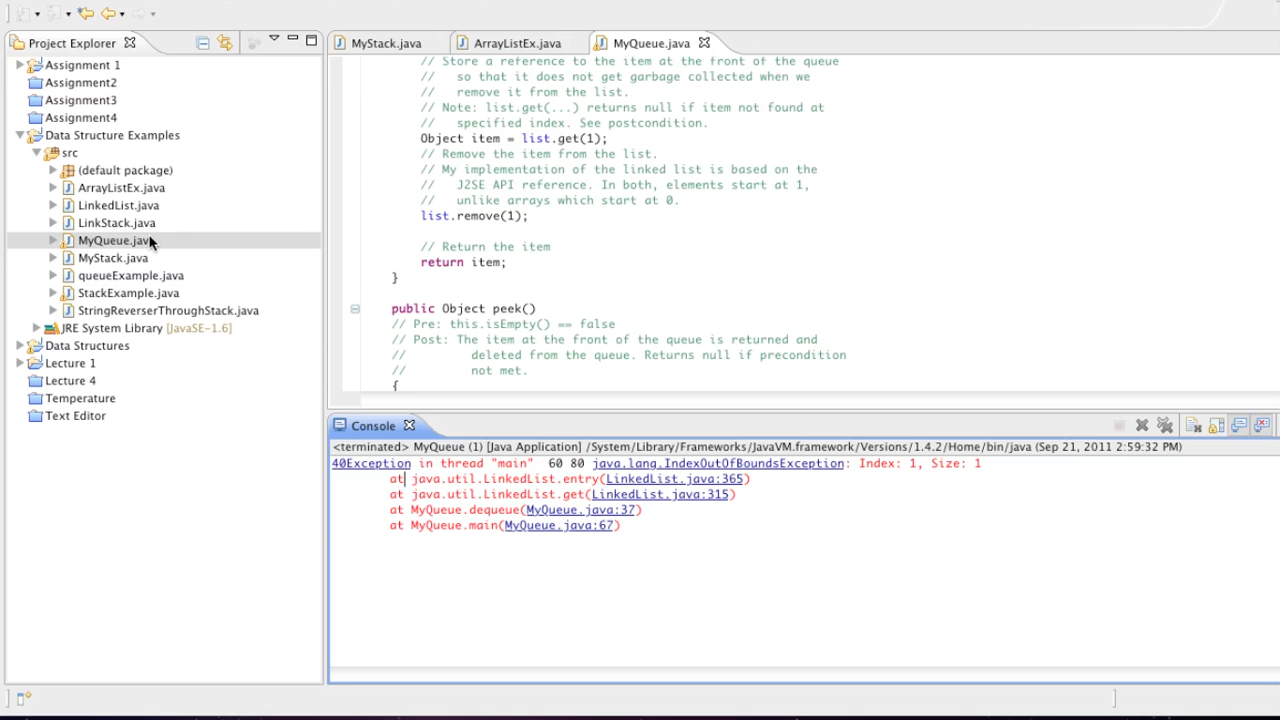 Project Explorer
Assignment 1
Assignment2
Assignment3
Assignment4
Data Structure Examples
src
(default package)
ArrayListEx.java
LinkedList.java
LinkStack.java
MyQueue.java
MyStack.java
queueExample.java
StackExample.java
StringReverserThroughStack.java
JRE System Library [JavaSE-1.6]
Data Structures
Lecture 1
Lecture 4
Temperature
Text Editor
MyStack.java
ArrayListEx.java
MyQueue.java
// Store a reference to the item at the front of the queue
// so that it does not get garbage collected when we
// remove it from the list.
// Note: list.get(...) returns null if item not found at
// specified index. See postcondition.
Object item = list.get(1);
// Remove the item from the list.
// My implementation of the linked list is based on the
// J2SE API reference. In both, elements start at 1,
// unlike arrays which start at 0.
list.remove(1);
// Return the item
return item;
}
public Object peek()
// Pre: this.isEmpty() == false
// Post: The item at the front of the queue is returned and
// deleted from the queue. Returns null if precondition
// not met.
{
Console
<terminated> MyQueue (1) [Java Application] /System/Library/Frameworks/JavaVM.framework/Versions/1.4.2/Home/bin/java (Sep 21, 2011 2:59:32 PM)
40Exception in thread "main" 60 80 java.lang.IndexOutOfBoundsException: Index: 1, Size: 1
at java.util.LinkedList.entry(LinkedList.java:365)
at java.util.LinkedList.get(LinkedList.java:315)
at MyQueue.dequeue(MyQueue.java:37)
at MyQueue.main(MyQueue.java:67)